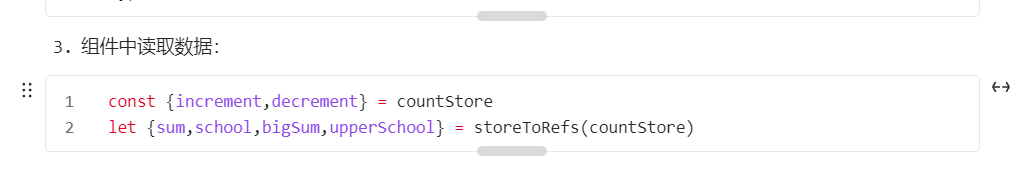 3. 组件中读取数据：
1 const {increment,decrement} = countStore
2 let {sum,school,bigSum,upperSchool} = storeToRefs(countStore)